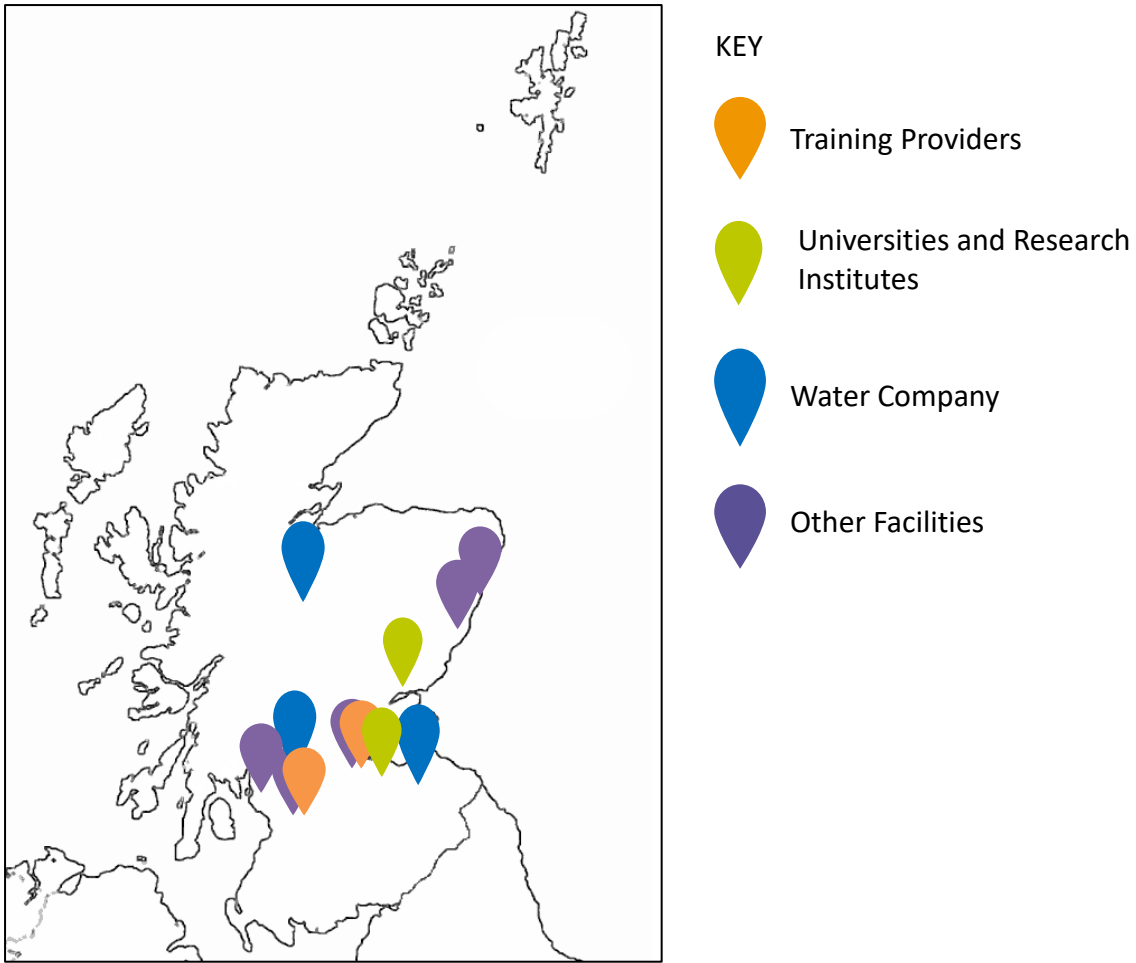 KEY
Training Providers
Universities and Research
Institutes
Water Company
Other Facilities